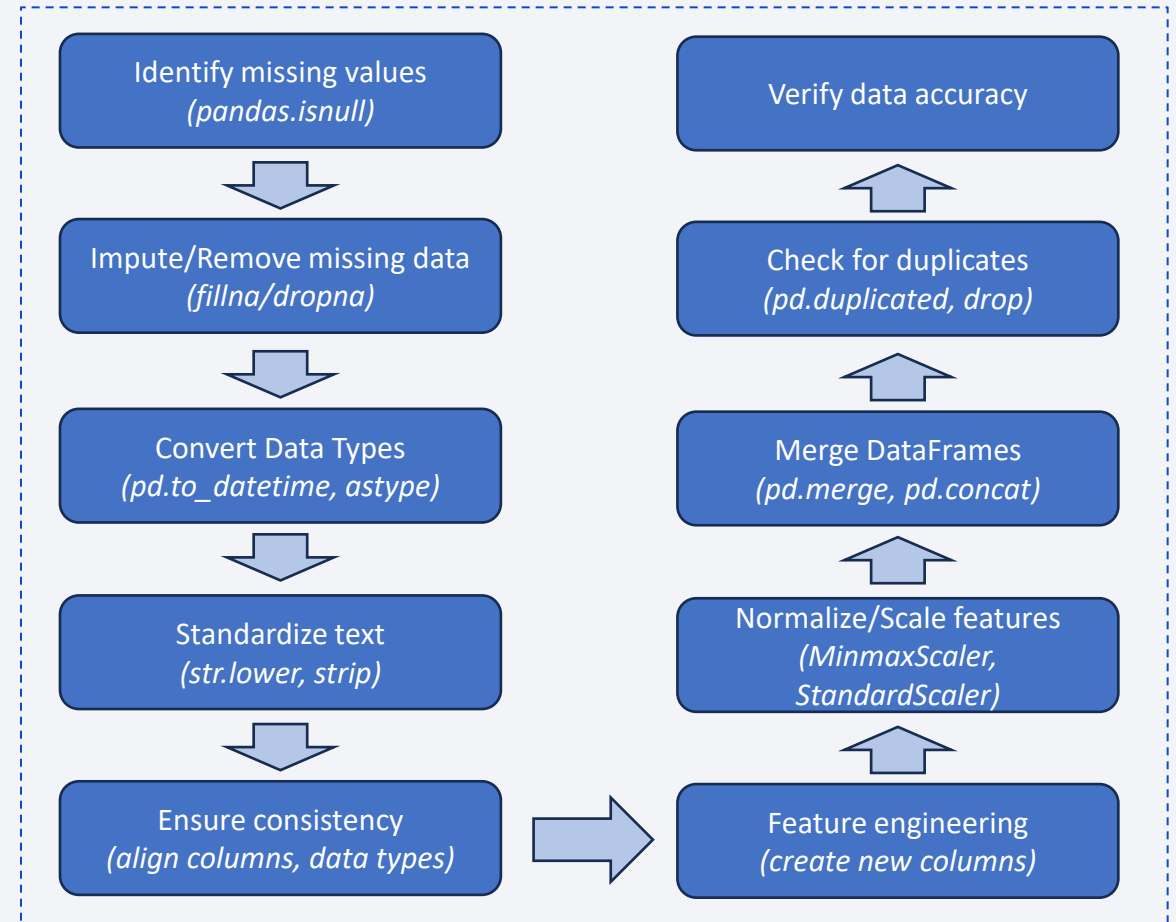 Identify missing values
(pandas.isnull)
Impute/Remove missing data
(fillna/dropna)
Convert Data Types
(pd.to_datetime, astype)
Standardize text
(str.lower, strip)
Ensure consistency
(align columns, data types)
Feature engineering
(create new columns)
Normalize/Scale features
(MinmaxScaler,
StandardScaler)
Merge DataFrames
(pd.merge, pd.concat)
Check for duplicates
(pd.duplicated, drop)
Verify data accuracy